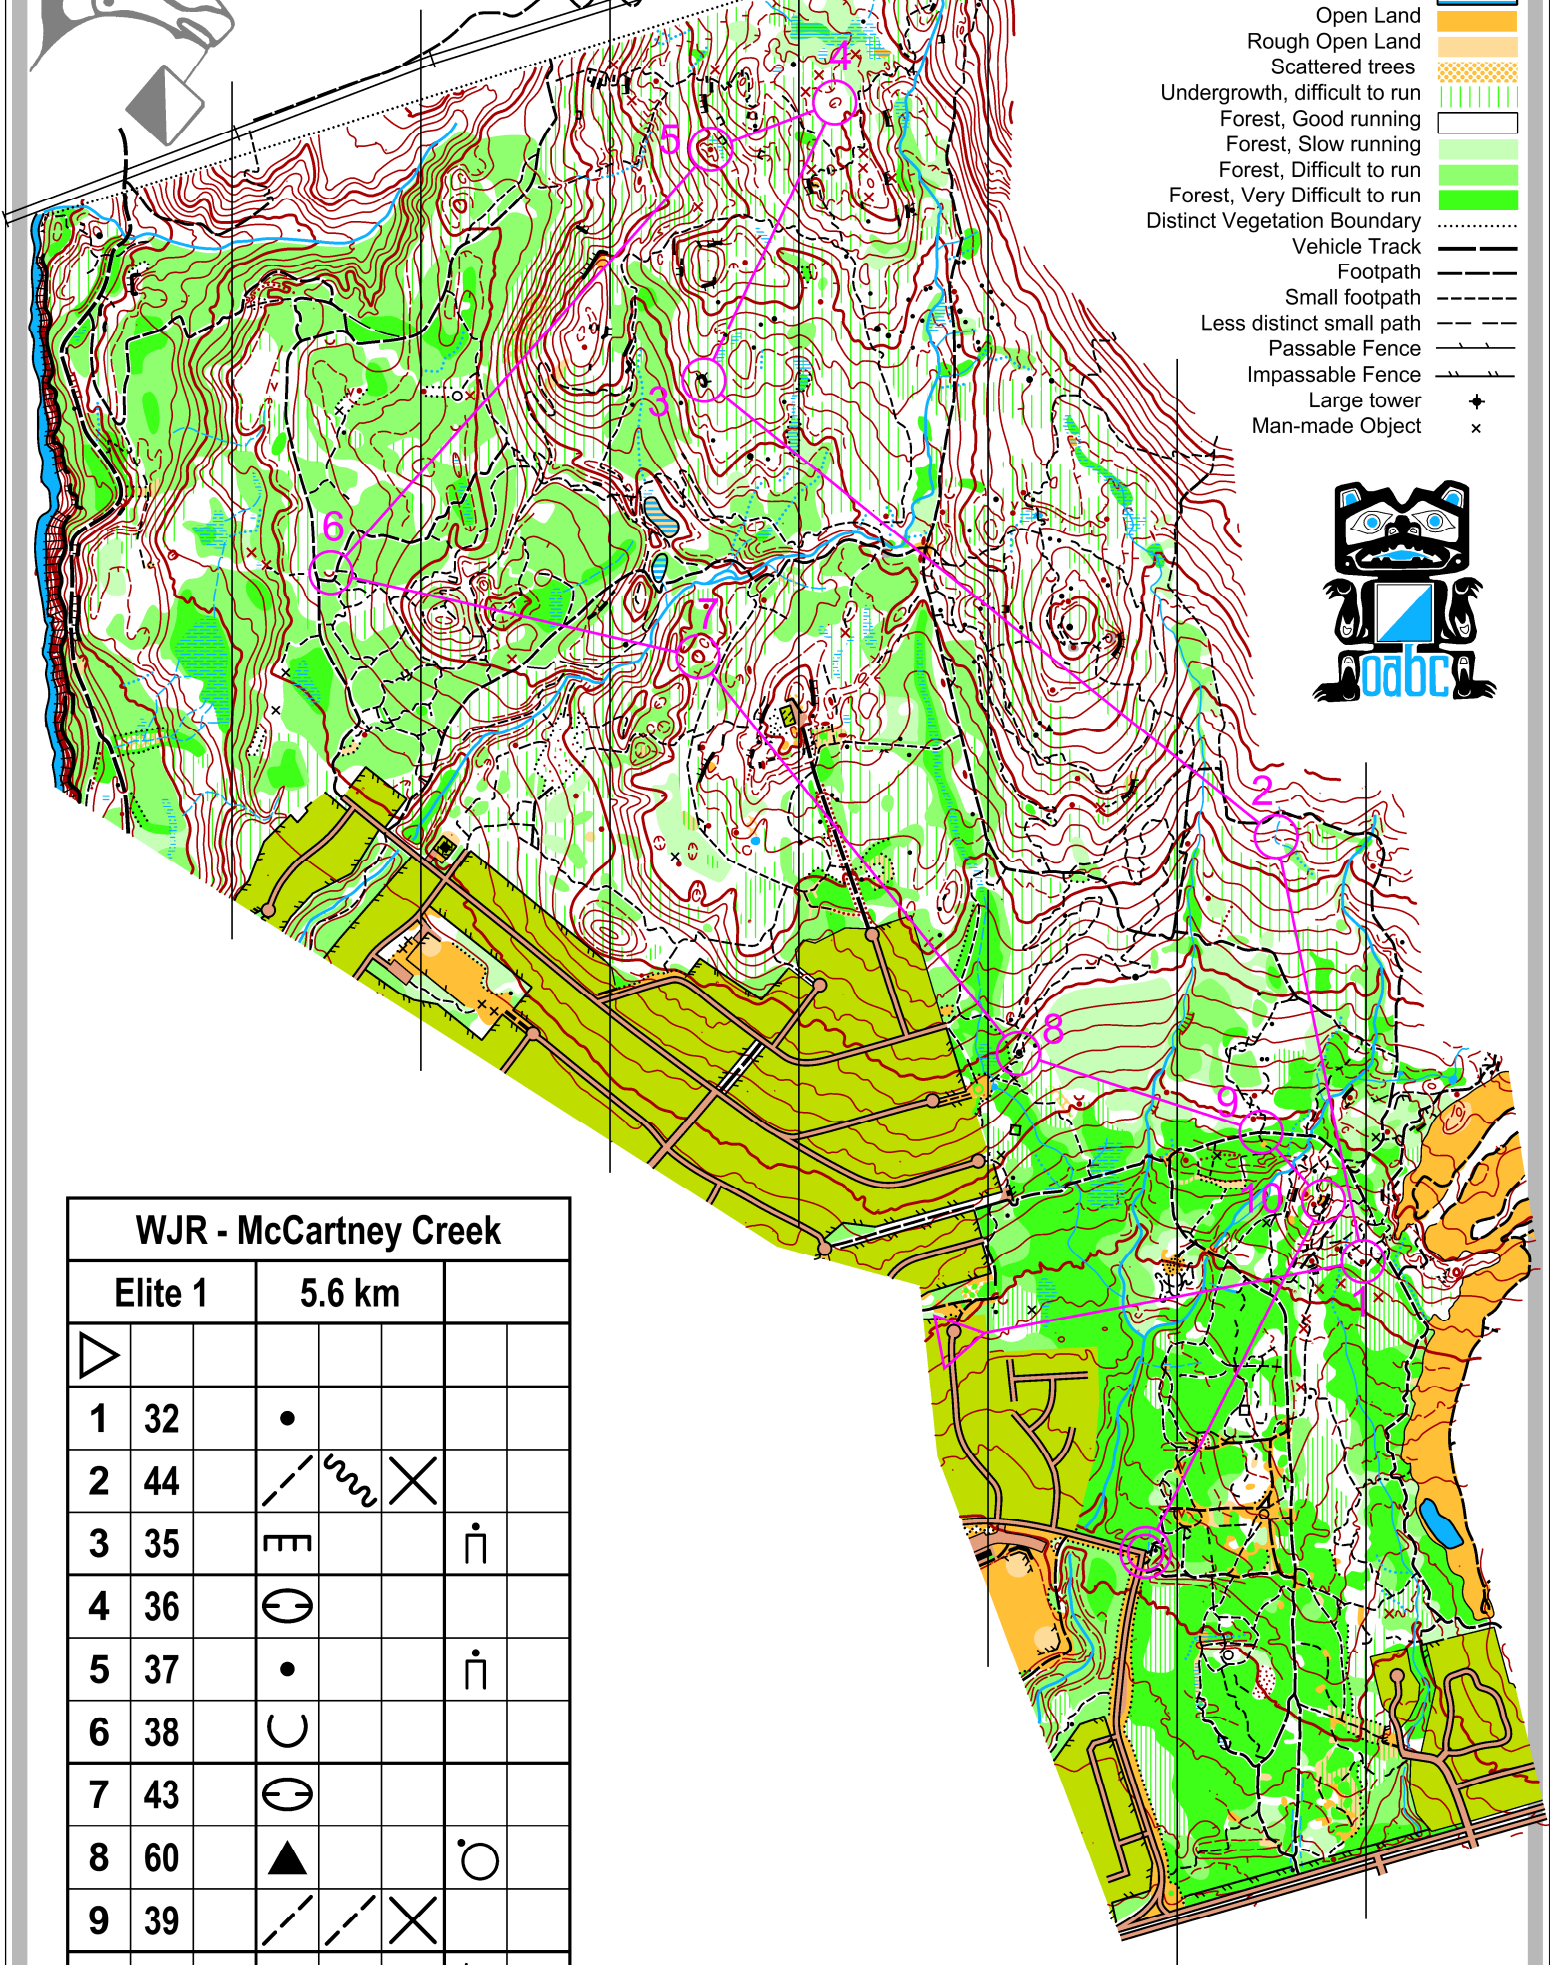 Open Land
Rough Open Land
Scattered trees
Undergrowth, difficult to run
Forest, Good running
Forest, Slow running
Forest, Difficult to run
Forest, Very Difficult to run
Distinct Vegetation Boundary
Vehicle Track
Footpath
Small footpath
Less distinct small path
Passable Fence
Impassable Fence
Large tower
Man-made Object
oabc
4
5
3
6
7
2
8
9
10
1
WJR - McCartney Creek
Elite 1 5.6 km
1 32
2 44
3 35
4 36
5 37
6 38
7 43
8 60
9 39